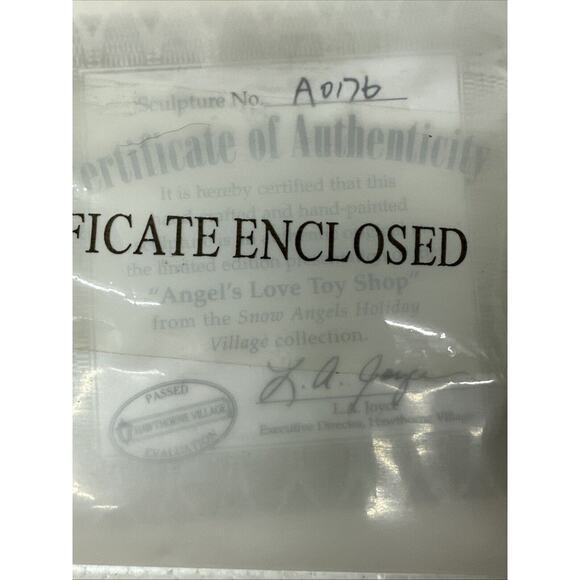 Sculpture No. A0176
Certificate of Authenticity
It is hereby certified that this
and hand-painted
FICATE ENCLOSED
the limited edition
"Angel's Love Toy Shop"
from the Snow Angels Holiday
Village collection.
L. A. Joyce
L.A. Joyce
Executive Director, Hawthorne Village
PASSED
HAWTHORNE VILLAGE
EVALUATION